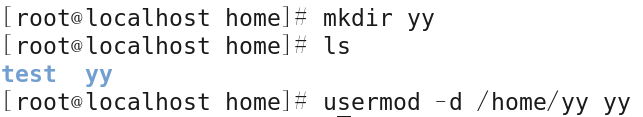 [root@localhost home]# mkdir yy
[root@localhost home]# ls
test  yy
[root@localhost home]# usermod -d /home/yy yy